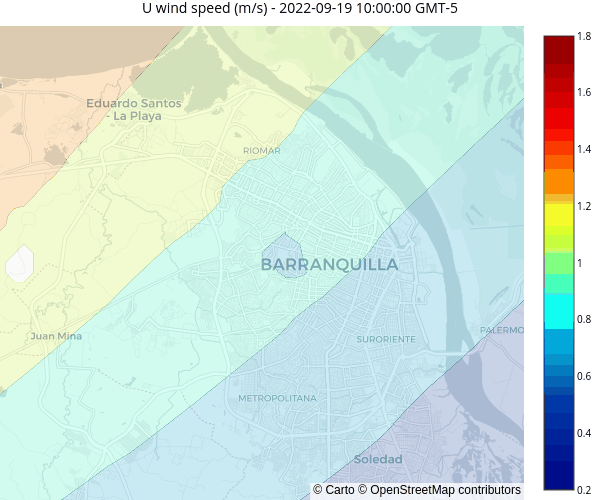 U wind speed (m/s) - 2022-09-19 10:00:00 GMT-5
1.8
Eduardo Santos
- La Playa
1.6
RIOMAR
1.4
1.2
BARRANQUILLA
1
Juan Mina
SURORIENTE
PALERMO
0.8
METROPOLITANA
0.6
Soledad
0.4
© Carto © OpenStreetMap contributors
0.2